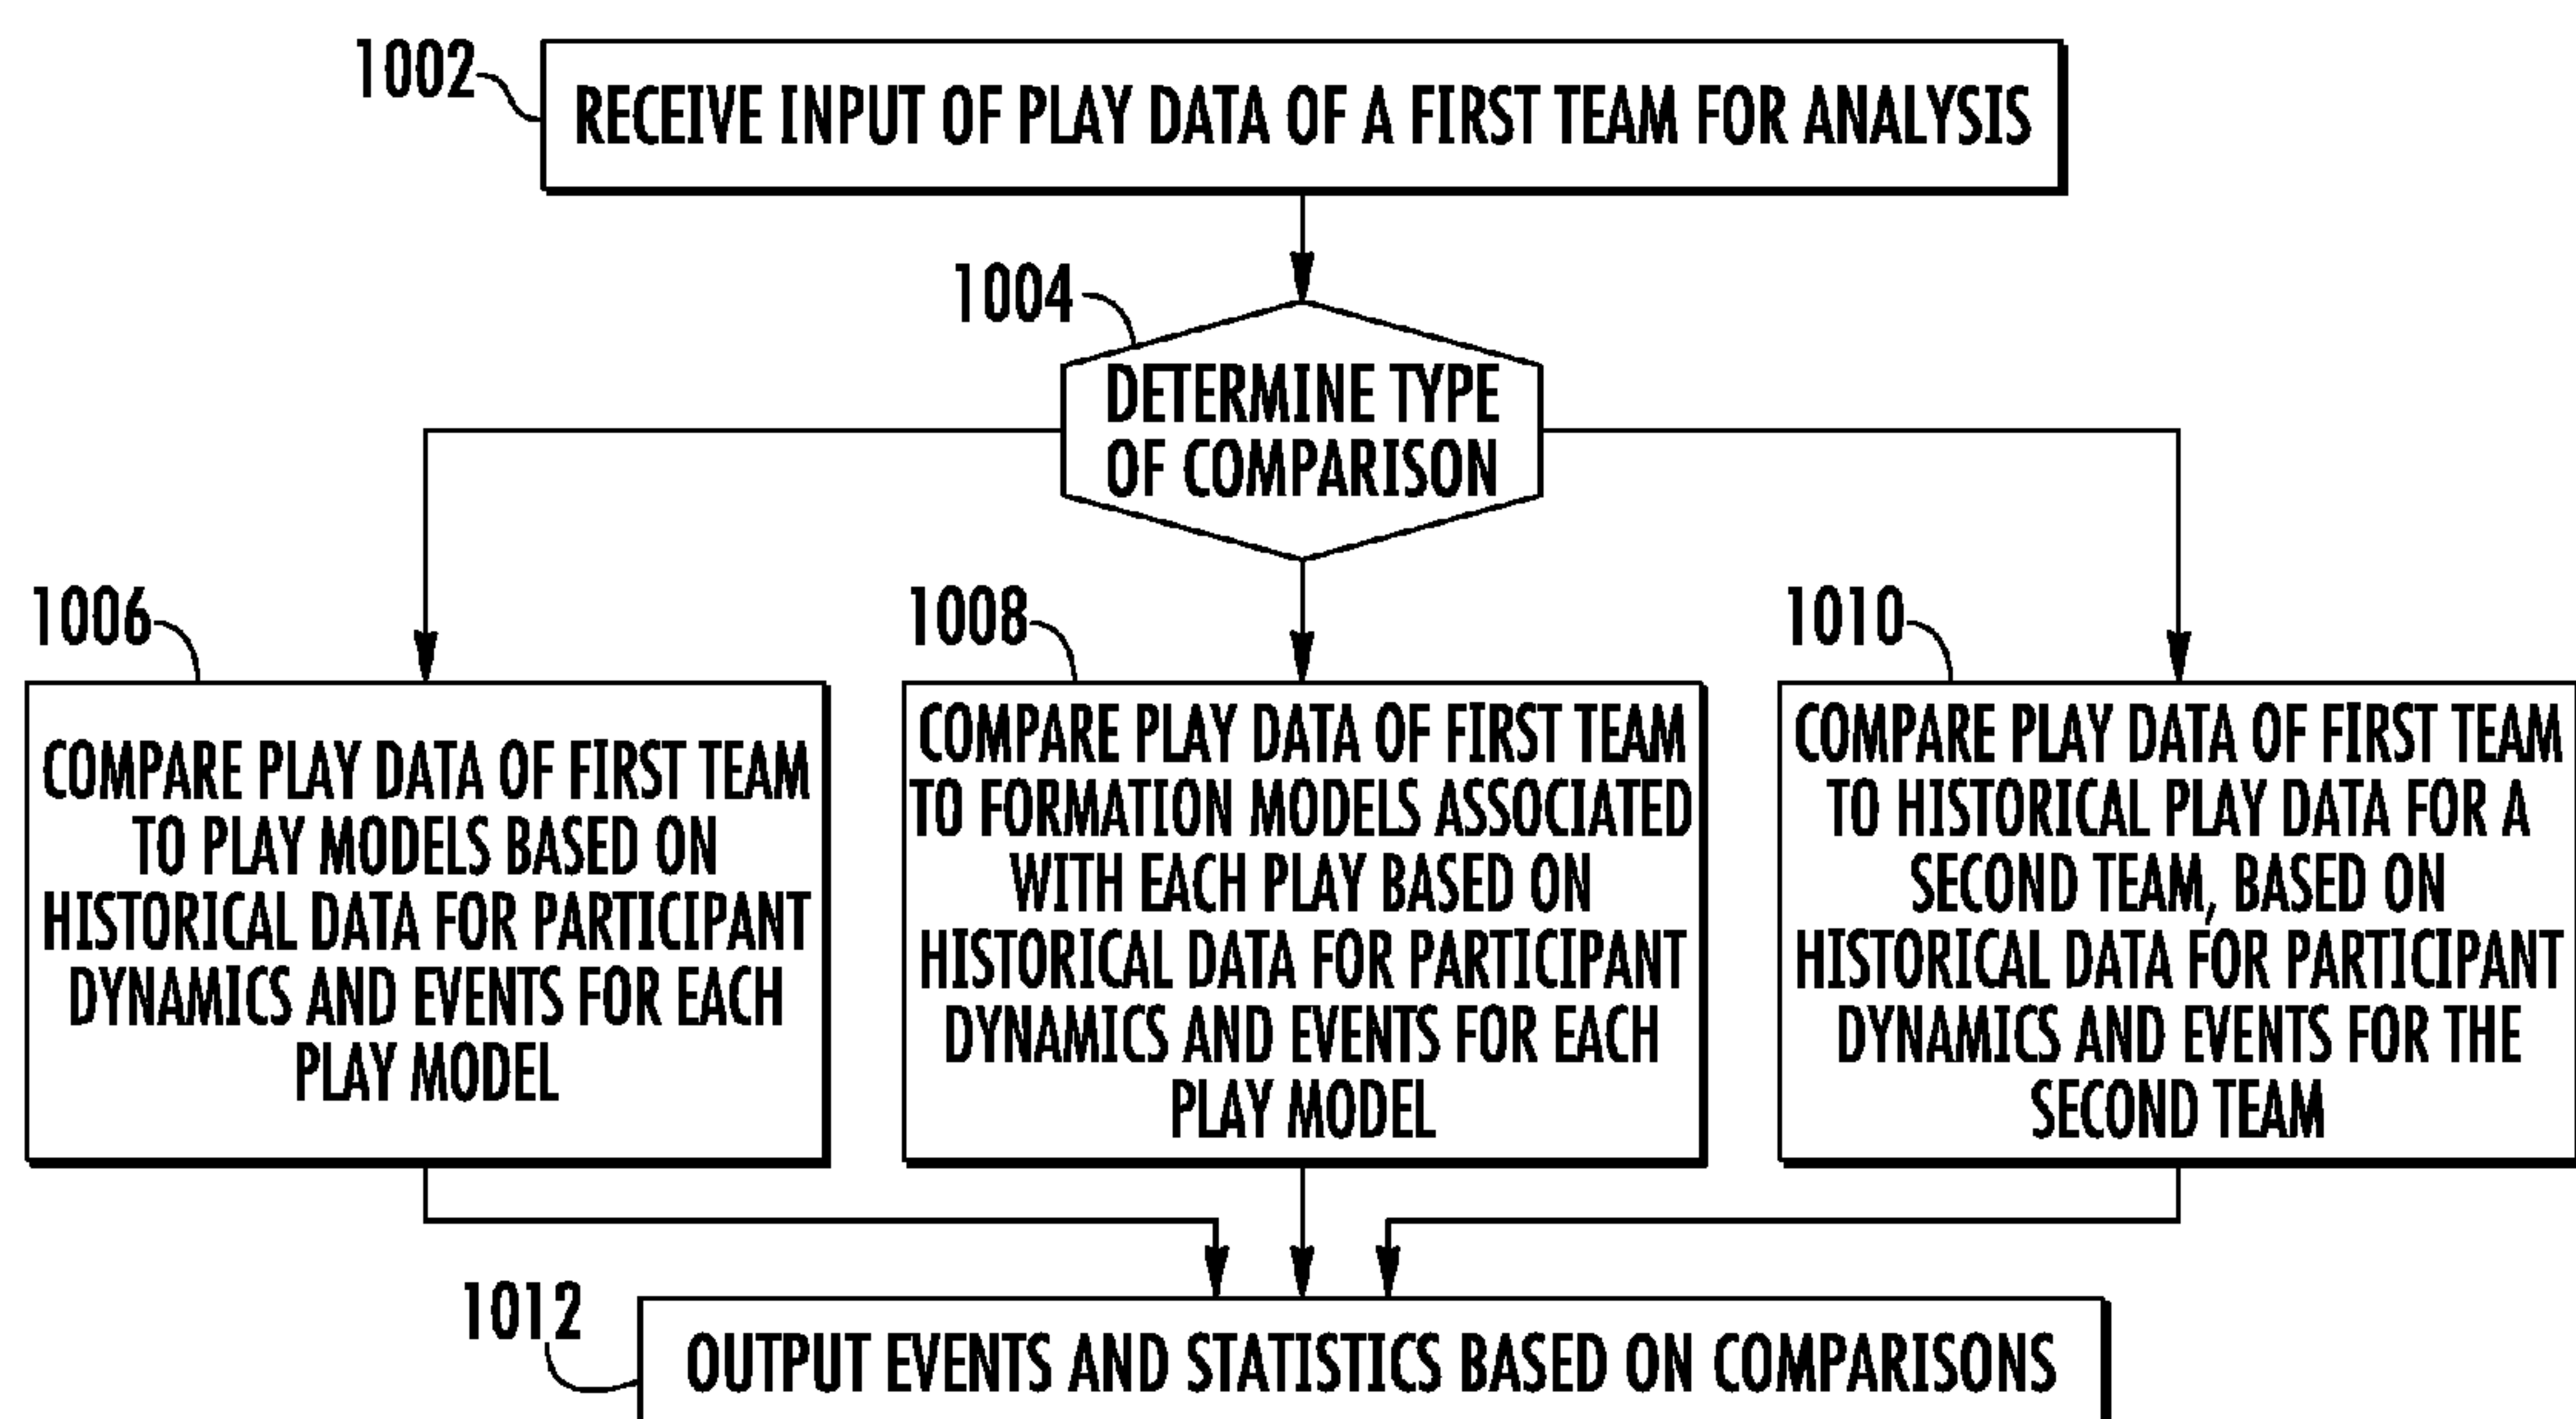 1002
RECEIVE INPUT OF PLAY DATA OF A FIRST TEAM FOR ANALYSIS
1004
DETERMINE TYPE
OF COMPARISON
1006
COMPARE PLAY DATA OF FIRST TEAM
TO PLAY MODELS BASED ON
HISTORICAL DATA FOR PARTICIPANT
DYNAMICS AND EVENTS FOR EACH
PLAY MODEL
1008
COMPARE PLAY DATA OF FIRST TEAM
TO FORMATION MODELS ASSOCIATED
WITH EACH PLAY BASED ON
HISTORICAL DATA FOR PARTICIPANT
DYNAMICS AND EVENTS FOR EACH
PLAY MODEL
1010
COMPARE PLAY DATA OF FIRST TEAM
TO HISTORICAL PLAY DATA FOR A
SECOND TEAM, BASED ON
HISTORICAL DATA FOR PARTICIPANT
DYNAMICS AND EVENTS FOR THE
SECOND TEAM
1012
OUTPUT EVENTS AND STATISTICS BASED ON COMPARISONS